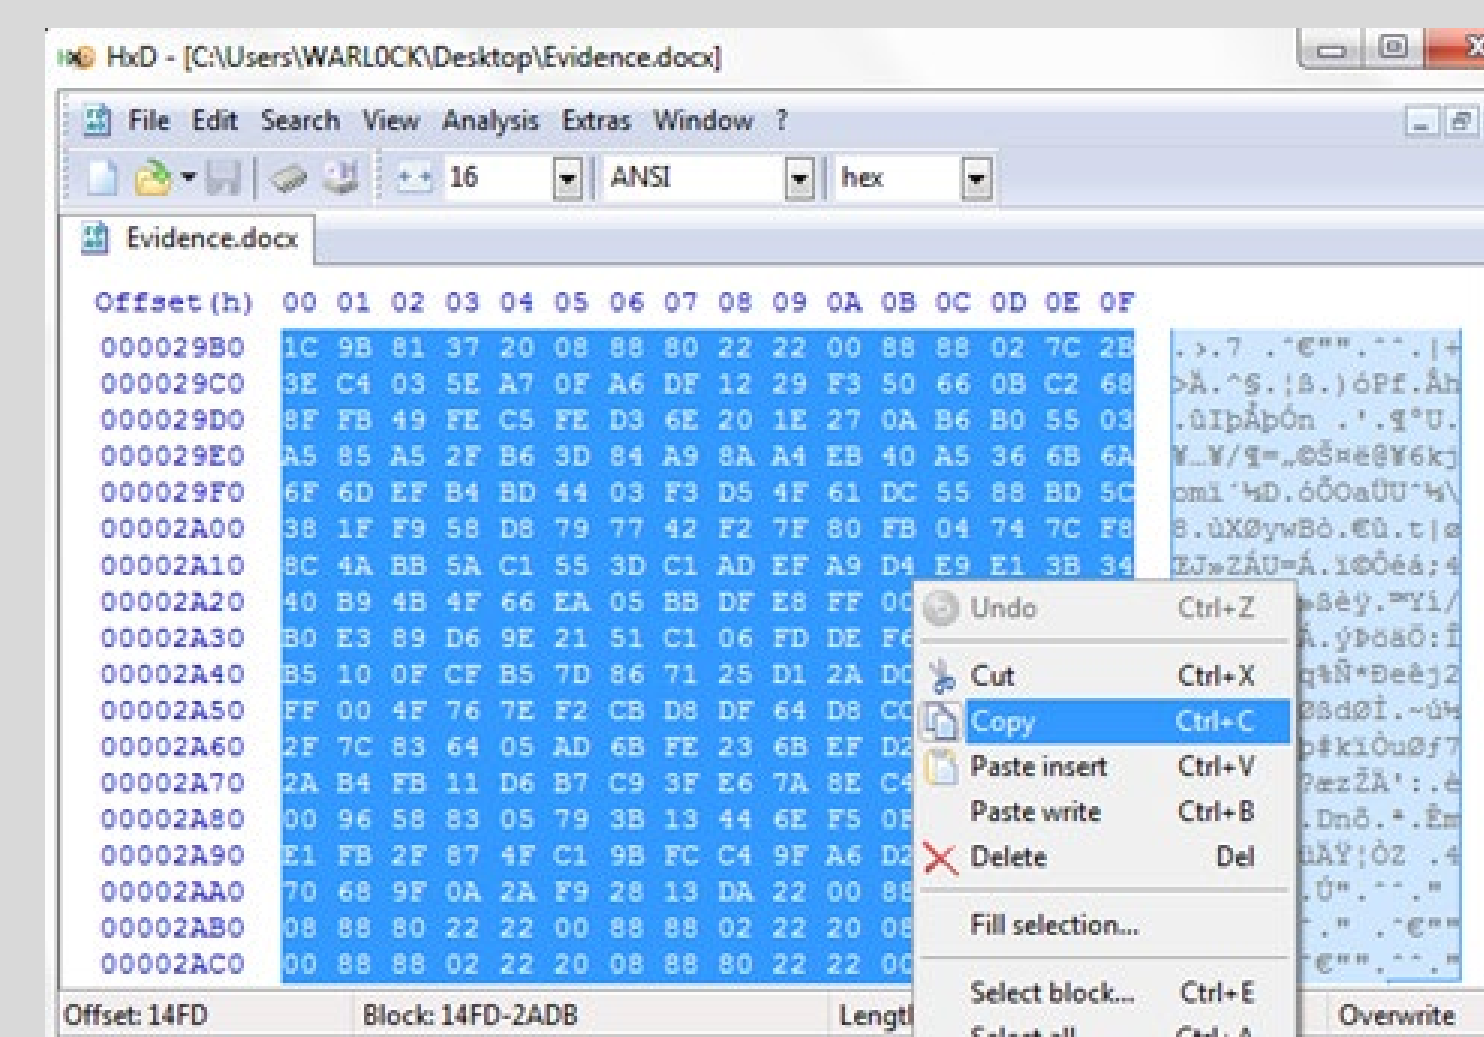 HxD - [C:\Users\WARL0CK\Desktop\Evidence.docx]
File Edit Search View Analysis Extras Window ?
16 ANSI hex
Evidence.docx
Offset(h) 00 01 02 03 04 05 06 07 08 09 0A 0B 0C 0D 0E 0F
000029B0 1C 9B 81 37 20 08 88 80 22 22 00 88 88 02 7C 2B
000029C0 3E C4 03 5E A7 0F A6 DF 12 29 F3 50 66 0B C2 68
000029D0 8F FB 49 FE C5 FE D3 6E 20 1E 27 0A B6 B0 55 03
000029E0 A5 85 A5 2F B6 3D 84 A9 8A A4 EB 40 A5 36 6B 6A
000029F0 6F 6D EF B4 BD 44 03 F3 D5 4F 61 DC 55 88 BD 5C
00002A00 38 1F F9 58 D8 79 77 42 F2 7F 80 FB 04 74 7C F8
00002A10 8C 4A BB 5A C1 55 3D C1 AD EF A9 D4 E9 E1 3B 34
00002A20 40 B9 4B 4F 66 EA 05 BB DF E8 FF 00
00002A30 B0 E3 89 D6 9E 21 51 C1 06 FD DE F6
00002A40 B5 10 0F CF B5 7D 86 71 25 D1 2A
00002A50 FF 00 4F 76 7E F2 CB D8 DF 64 D8
00002A60 2F 7C 83 64 05 AD 6B FE 23 6B EF D2
00002A70 2A B4 FB 11 D6 B7 C9 3F E6 7A 8E C4
00002A80 00 96 58 83 05 79 3B 13 44 6E F5
00002A90 E1 FB 2F 87 4F C1 9B FC C4 9F A6 D2
00002AA0 70 68 9F 0A 2A F9 28 13 DA 22 00 88
00002AB0 08 88 80 22 22 00 88 88 02 22 20 08
00002AC0 00 88 88 02 22 20 08 88 80 22 22 00
Undo Ctrl+Z
Cut Ctrl+X
Copy Ctrl+C
Paste insert Ctrl+V
Paste write Ctrl+B
Delete Del
Fill selection...
Select block... Ctrl+E
Select all Ctrl+A
Offset: 14FD Block: 14FD-2ADB Lengt Overwrite